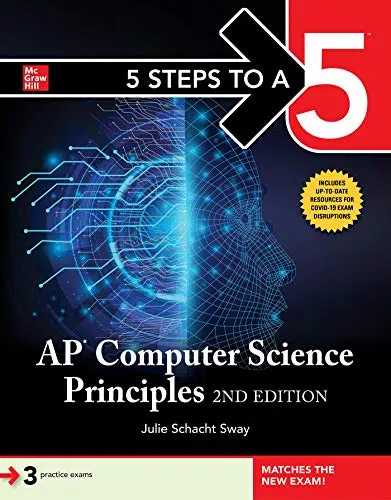 Mc
Graw
Hill
5 STEPS TO A
5™
INCLUDES
UP-TO-DATE
RESOURCES FOR
COVID-19 EXAM
DISRUPTIONS
AP® Computer Science
Principles 2ND EDITION
Julie Schacht Sway
3 practice exams
MATCHES THE
NEW EXAM!